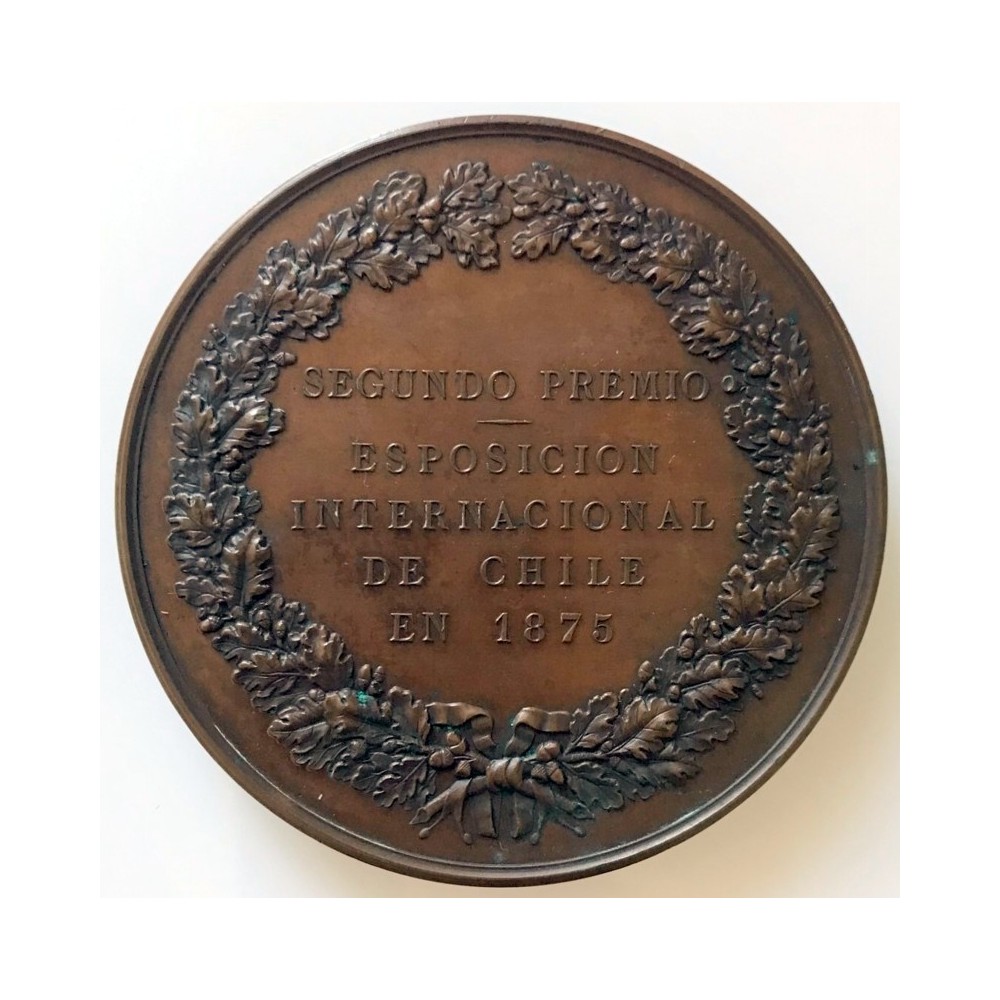 SEGUNDO PREMIO
ESPOSICION
INTERNACIONAL
DE CHILE
EN 1875